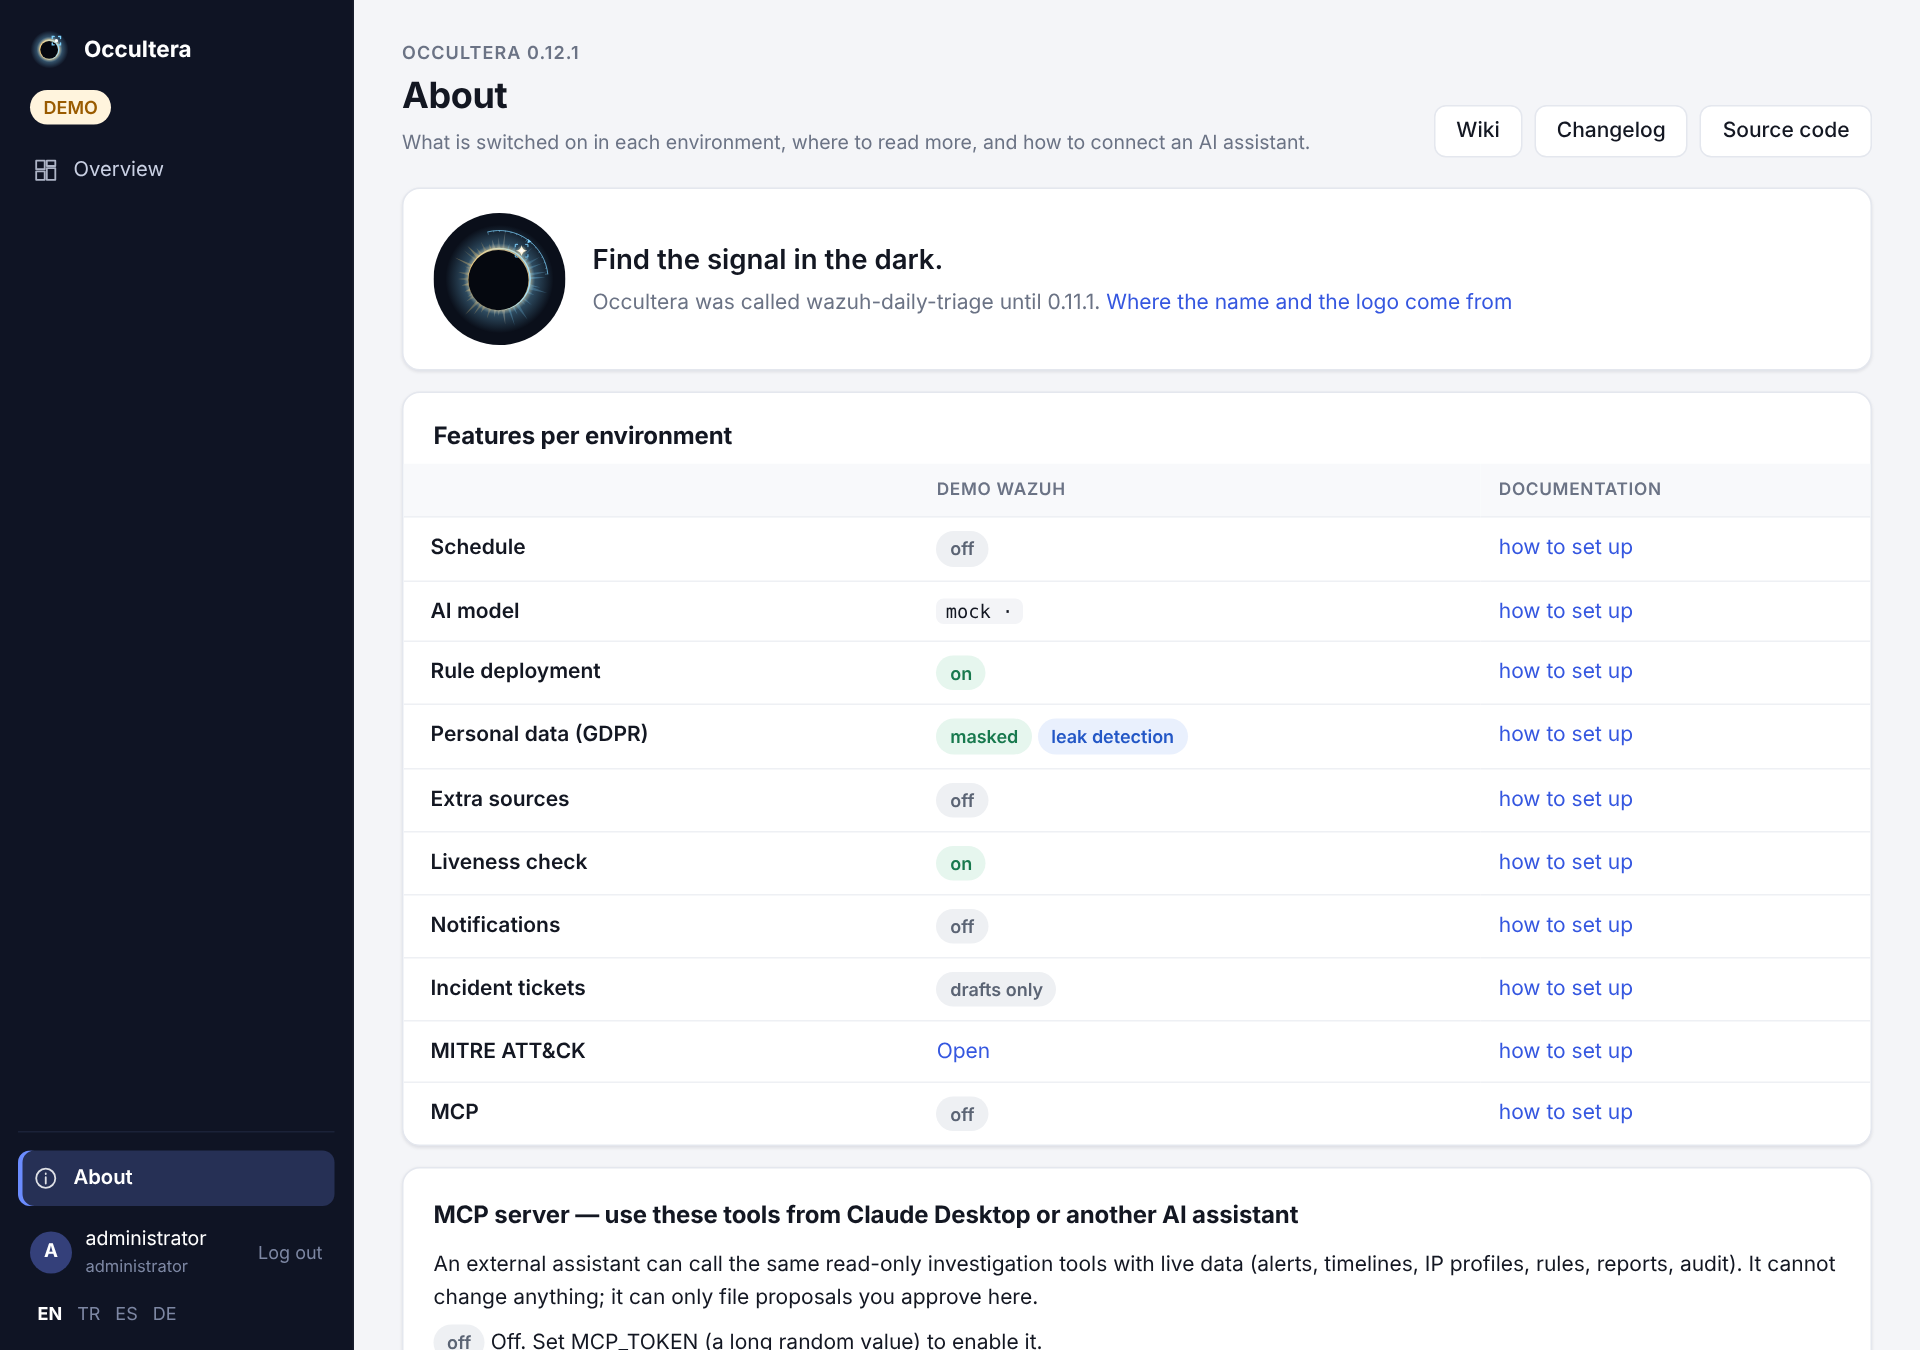 Occultera
DEMO
Overview
About
A
administrator
administrator
Log out
EN TR ES DE
OCCULTERA 0.12.1
About
What is switched on in each environment, where to read more, and how to connect an AI assistant.
Wiki
Changelog
Source code
Find the signal in the dark.
Occultera was called wazuh-daily-triage until 0.11.1. Where the name and the logo come from
Features per environment
DEMO WAZUH DOCUMENTATION
Schedule off how to set up
AI model mock · how to set up
Rule deployment on how to set up
Personal data (GDPR) masked leak detection how to set up
Extra sources off how to set up
Liveness check on how to set up
Notifications off how to set up
Incident tickets drafts only how to set up
MITRE ATT&CK Open how to set up
MCP off how to set up
MCP server — use these tools from Claude Desktop or another AI assistant
An external assistant can call the same read-only investigation tools with live data (alerts, timelines, IP profiles, rules, reports, audit). It cannot
change anything; it can only file proposals you approve here.
off Off. Set MCP_TOKEN (a long random value) to enable it.